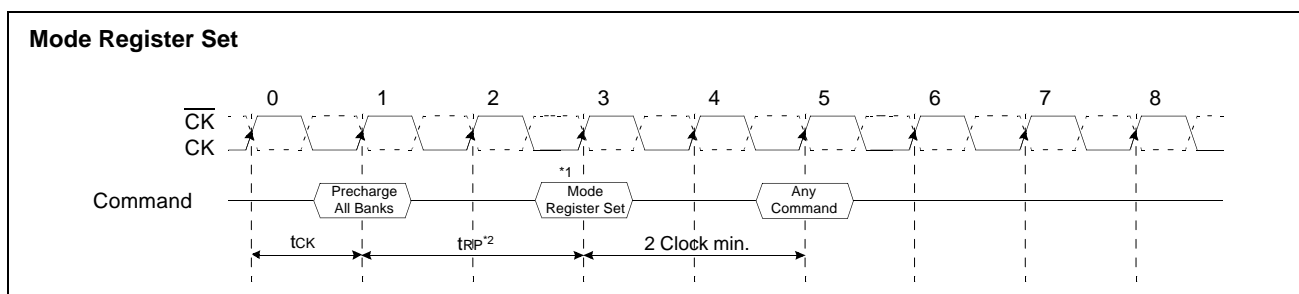 Mode Register Set
0 1 2 3 4 5 6 7 8
CK
CK
*1
Command
Precharge
All Banks
Mode
Register Set
Any
Command
tCK
tRP*2
2 Clock min.